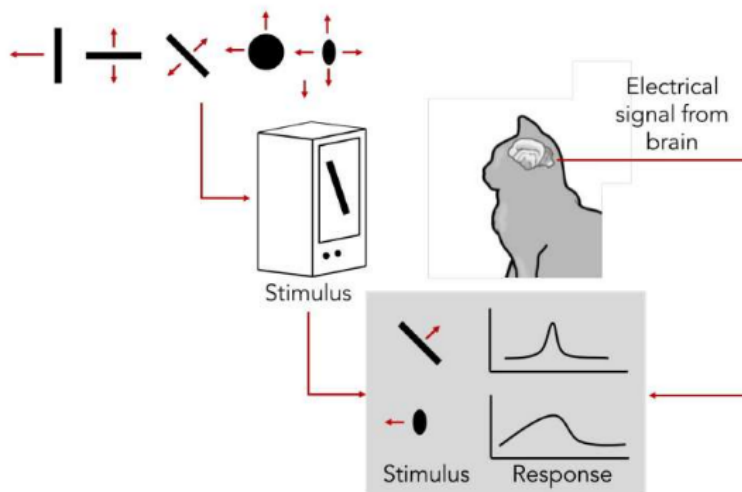 Electrical
signal from
brain
Stimulus
Stimulus
Response